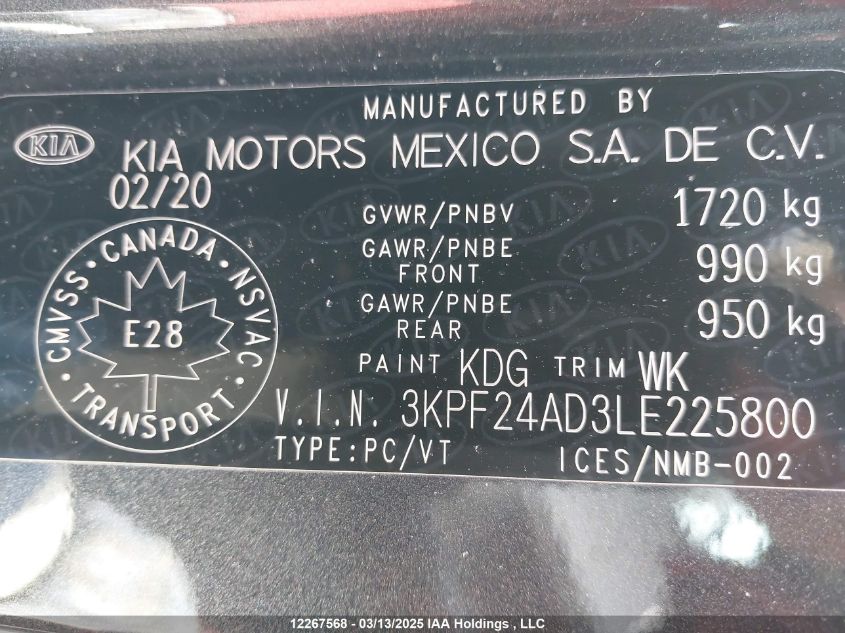 MANUFACTURED BY
KIA KIA MOTORS MEXICO S.A. DE C.V.
02/20
GVWR/PNBV 1720 kg
GAWR/PNBE FRONT 990 kg
GAWR/PNBE REAR 950 kg
CMVSS · CANADA · NSVAC · TRANSPORT ·
E28
PAINT KDG TRIM WK
V.I.N. 3KPF24AD3LE225800
TYPE:PC/VT ICES/NMB-002
12267568 - 03/13/2025 IAA Holdings , LLC